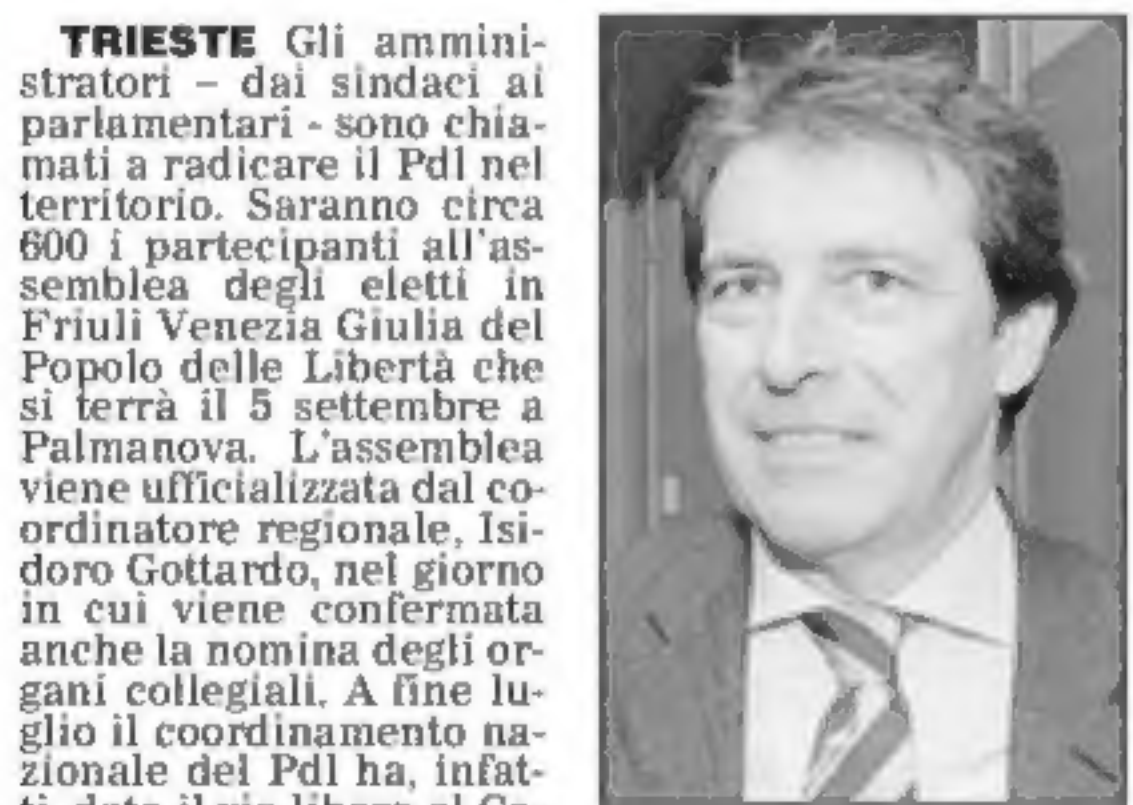 TRIESTE Gli ammini-
stratori - dai sindaci ai
parlamentari - sono chia-
mati a radicare il Pdl nel
territorio. Saranno circa
600 i partecipanti all'as-
semblea degli eletti in
Friuli Venezia Giulia del
Popolo delle Libertà che
si terrà il 5 settembre a
Palmanova. L'assemblea
viene ufficializzata dal co-
ordinatore regionale, Isi-
doro Gottardo, nel giorno
in cui viene confermata
anche la nomina degli or-
gani collegiali. A fine lu-
glio il coordinamento na-
zionale del Pdl ha, infat-